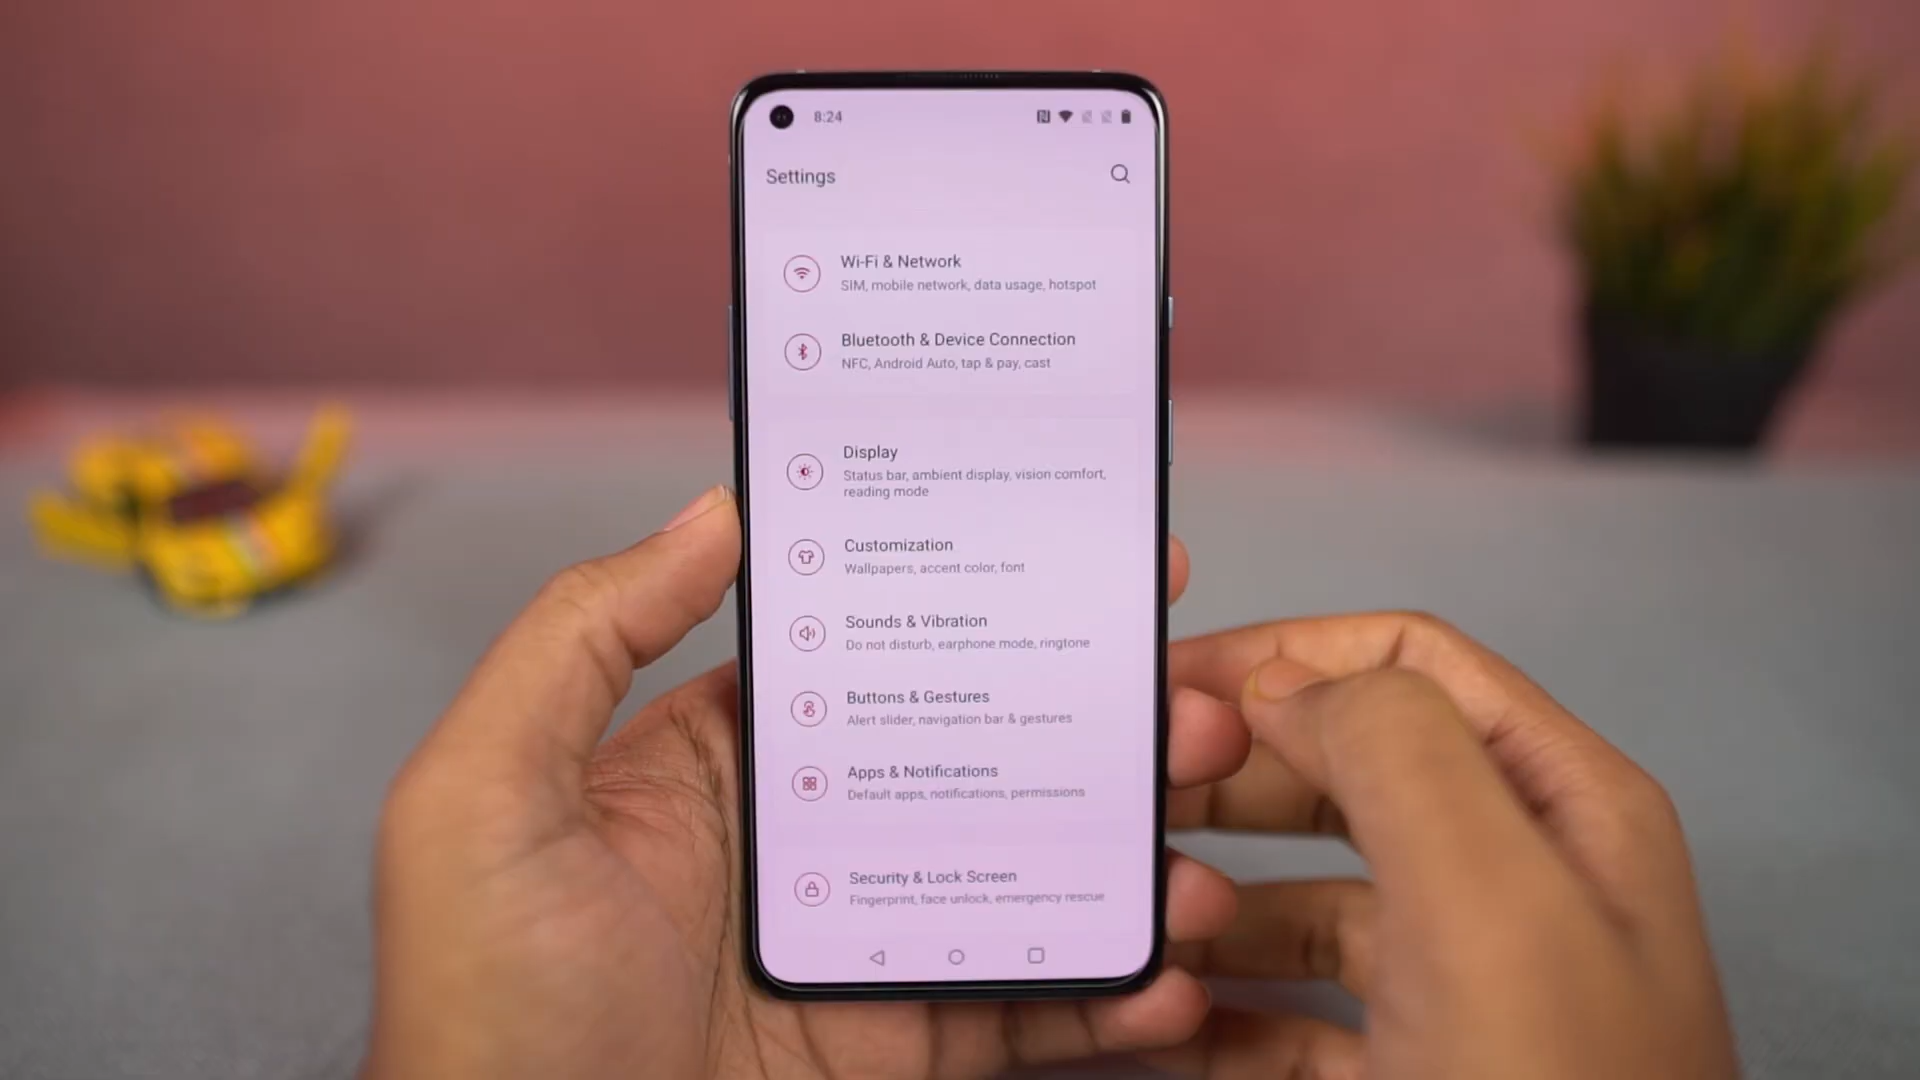 8:24
Settings
Wi-Fi & Network
SIM, mobile network, data usage, hotspot
Bluetooth & Device Connection
NFC, Android Auto, tap & pay, cast
Display
Status bar, ambient display, vision comfort,
reading mode
Customization
Wallpapers, accent color, font
Sounds & Vibration
Do not disturb, earphone mode, ringtone
Buttons & Gestures
Alert slider, navigation bar & gestures
Apps & Notifications
Default apps, notifications, permissions
Security & Lock Screen
Fingerprint, face unlock, emergency rescue